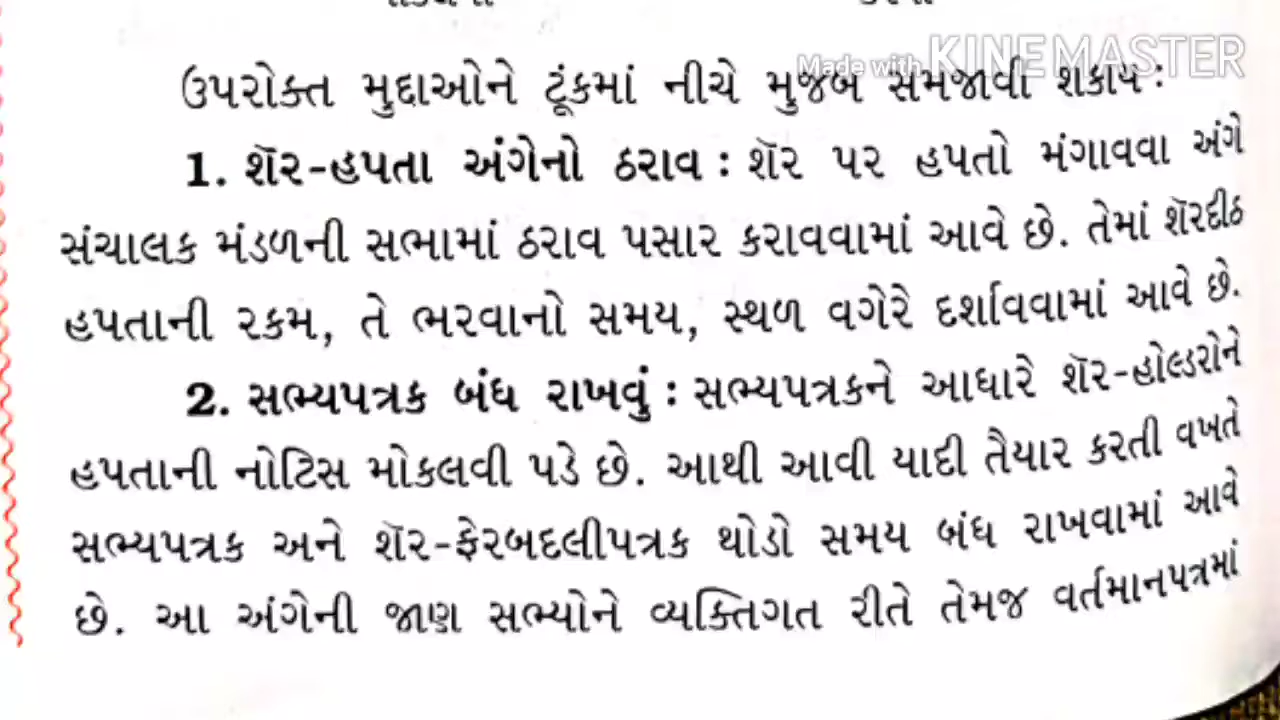 Made with KINEMASTER
ઉપરોક્ત મુદ્દાઓને ટૂંકમાં નીચે મુજબ સમજાવી શકાય :
1. શૅર-હપતા અંગેનો ઠરાવ : શૅર પર હપતો મંગાવવા અંગે
સંચાલક મંડળની સભામાં ઠરાવ પસાર કરાવવામાં આવે છે. તેમાં શૅરદીઠ
હપતાની રકમ, તે ભરવાનો સમય, સ્થળ વગેરે દર્શાવવામાં આવે છે.
2. સભ્યપત્રક બંધ રાખવું : સભ્યપત્રકને આધારે શૅર-હોલ્ડરોને
હપતાની નોટિસ મોકલવી પડે છે. આથી આવી યાદી તૈયાર કરતી વખતે
સભ્યપત્રક અને શૅર-ફેરબદલીપત્રક થોડો સમય બંધ રાખવામાં આવે
છે. આ અંગેની જાણ સભ્યોને વ્યક્તિગત રીતે તેમજ વર્તમાનપત્રમાં